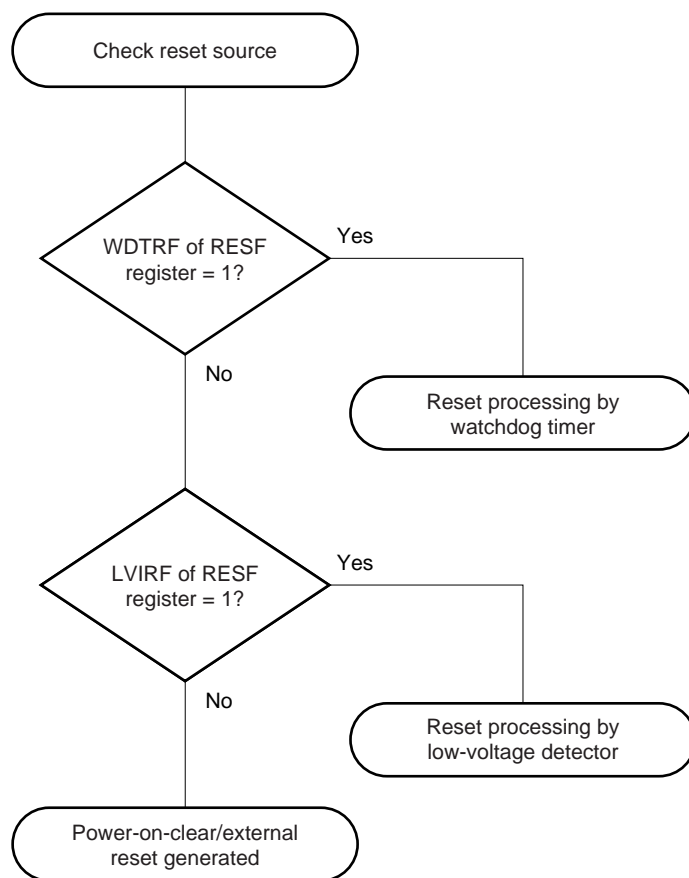 Check reset source
WDTRF of RESF
register = 1?
Yes
No
Reset processing by
watchdog timer
LVIRF of RESF
register = 1?
Yes
No
Reset processing by
low-voltage detector
Power-on-clear/external
reset generated